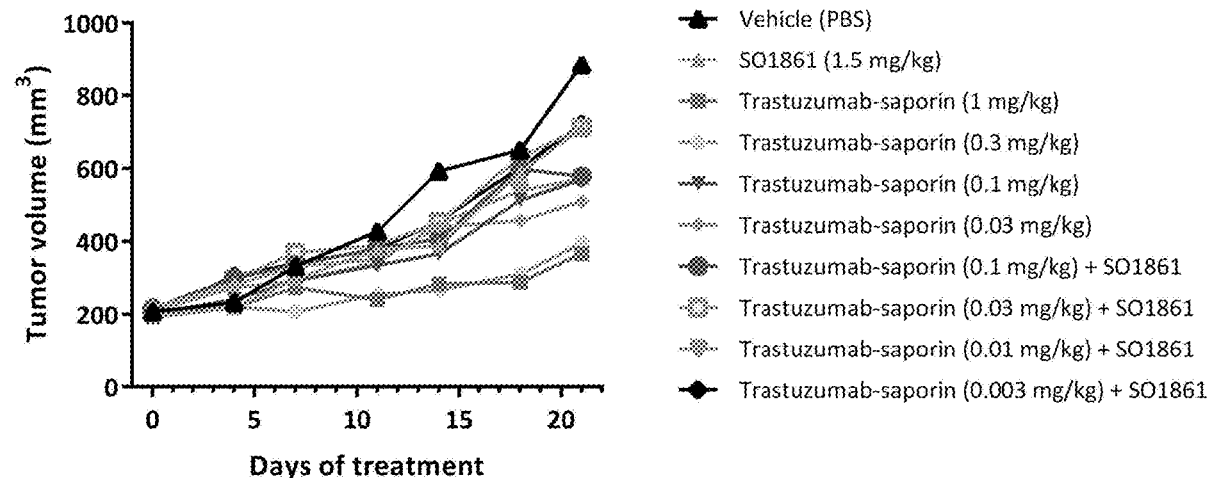 1000
800
600
400
200
0
Tumor volume (mm3)
0 5 10 15 20
Days of treatment
Vehicle (PBS)
SO1861 (1.5 mg/kg)
Trastuzumab-saporin (1 mg/kg)
Trastuzumab-saporin (0.3 mg/kg)
Trastuzumab-saporin (0.1 mg/kg)
Trastuzumab-saporin (0.03 mg/kg)
Trastuzumab-saporin (0.1 mg/kg) + SO1861
Trastuzumab-saporin (0.03 mg/kg) + SO1861
Trastuzumab-saporin (0.01 mg/kg) + SO1861
Trastuzumab-saporin (0.003 mg/kg) + SO1861